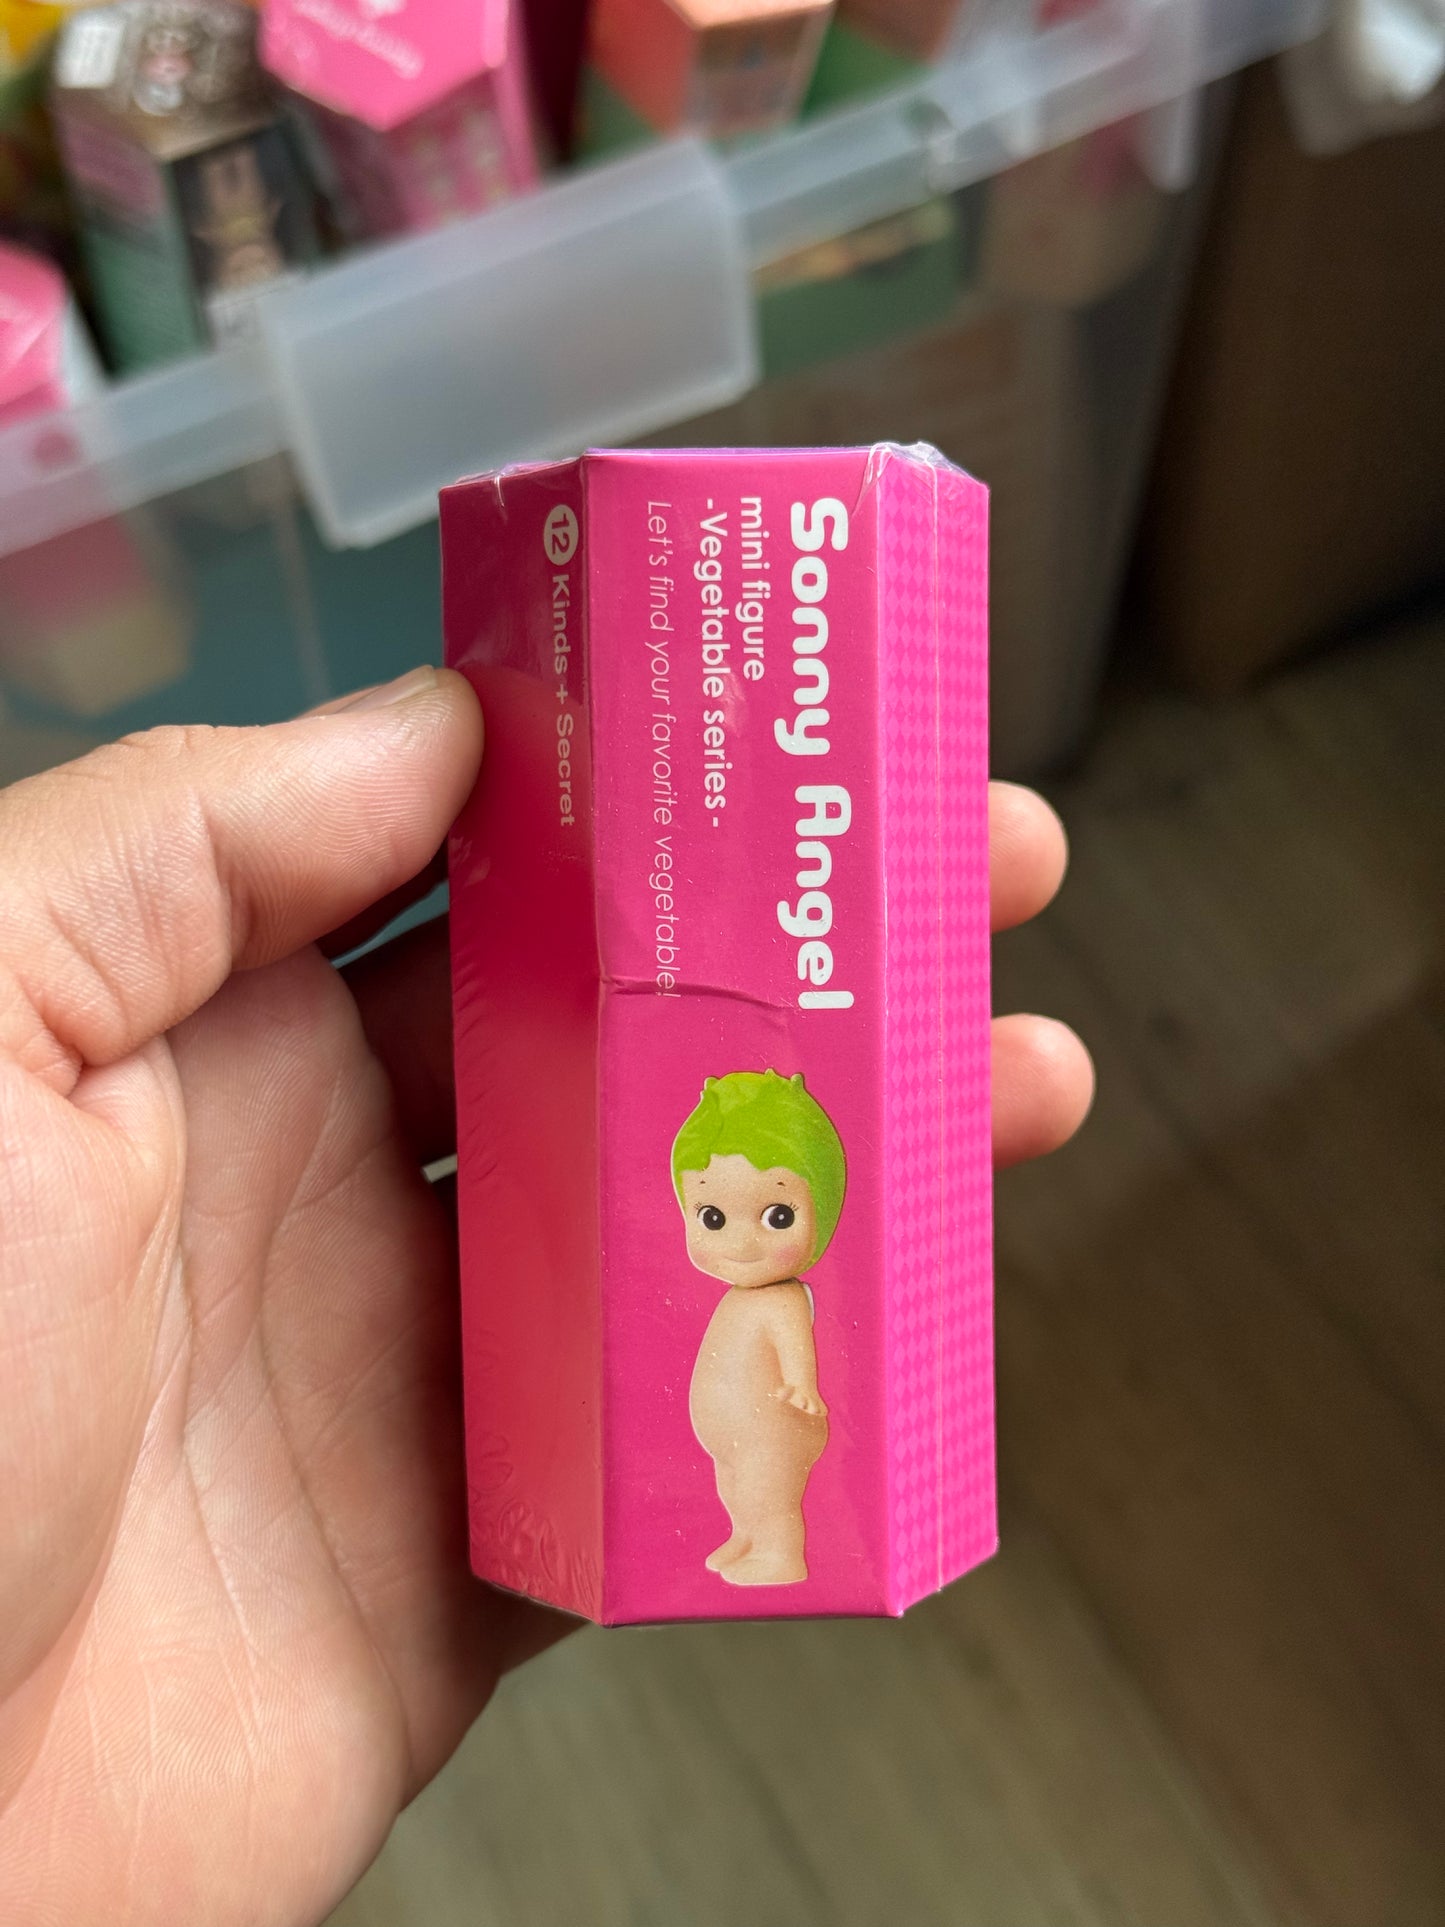 Sonny Angel
mini figure
-Vegetable series-
Let's find your favorite vegetable!
12 Kinds + Secret